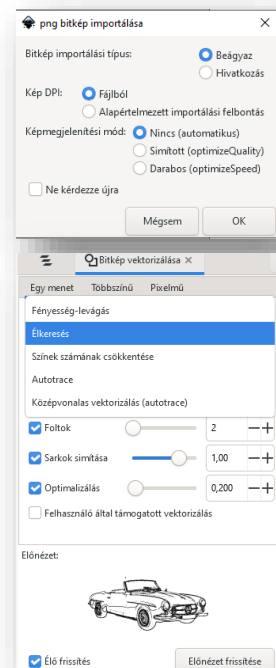 png bitkép importálása
Bitkép importálási típus: Beágyaz
Hivatkozás
Kép DPI: Fájlból
Alapértelmezett importálási felbontás
Képmegjelenítési mód: Nincs (automatikus)
Simított (optimizeQuality)
Darabos (optimizeSpeed)
Ne kérdezze újra
Mégsem OK
Bitkép vektorizálása
Egy menet Többszínű Pixelmű
Fényesség-levágás
Élkeresés
Színek számának csökkentése
Autotrace
Középvonalas vektorizálás (autotrace)
Foltok 2
Sarkok simítása 1,00
Optimalizálás 0,200
Felhasználó által támogatott vektorizálás
Előnézet:
Élő frissítés Előnézet frissítése